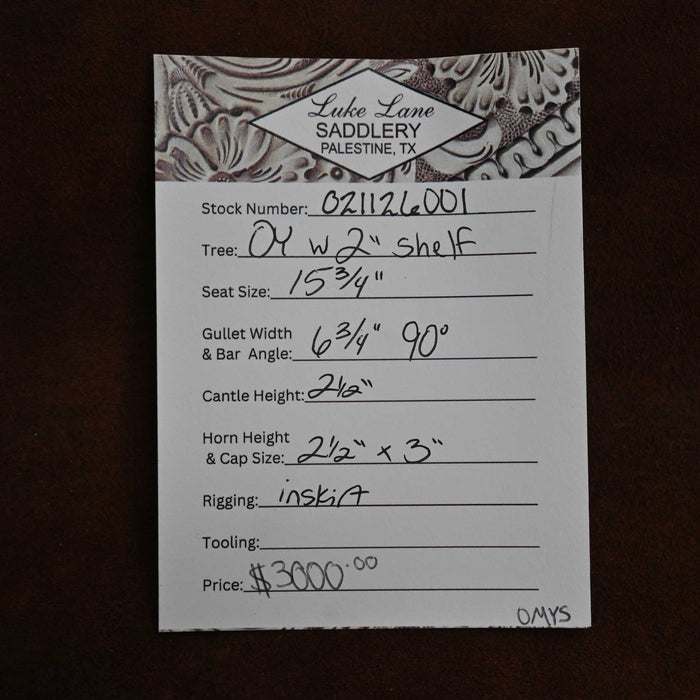 Luke Lane
SADDLERY
PALESTINE, TX
Stock Number: 021126001
Tree: OY w 2" shelf
Seat Size: 15 3/4"
Gullet Width
& Bar Angle: 6 3/4" 90°
Cantle Height: 2 1/2"
Horn Height
& Cap Size: 2 1/2" x 3"
Rigging: inskirt
Tooling:
Price: $3000.00
OMYS